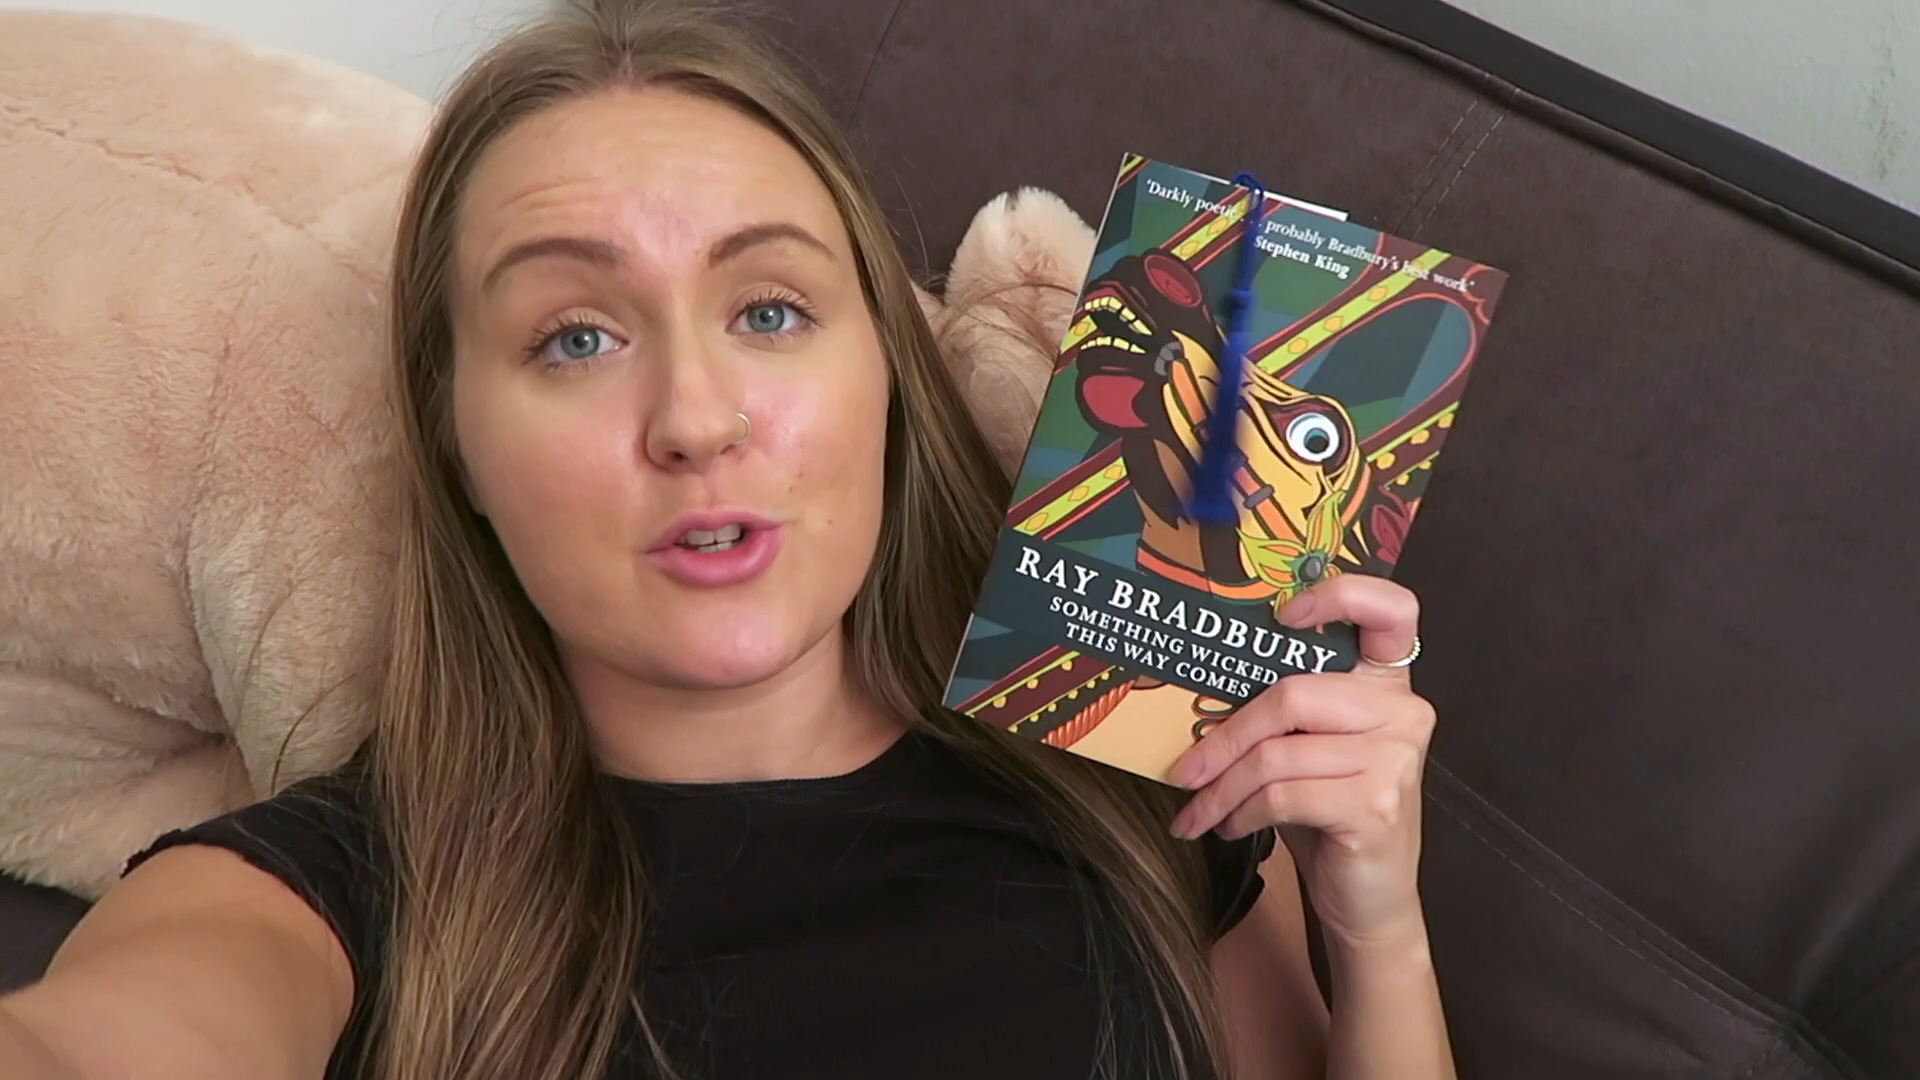 'Darkly poetic . . . probably Bradbury's best work'
Stephen King
RAY BRADBURY
SOMETHING WICKED
THIS WAY COMES